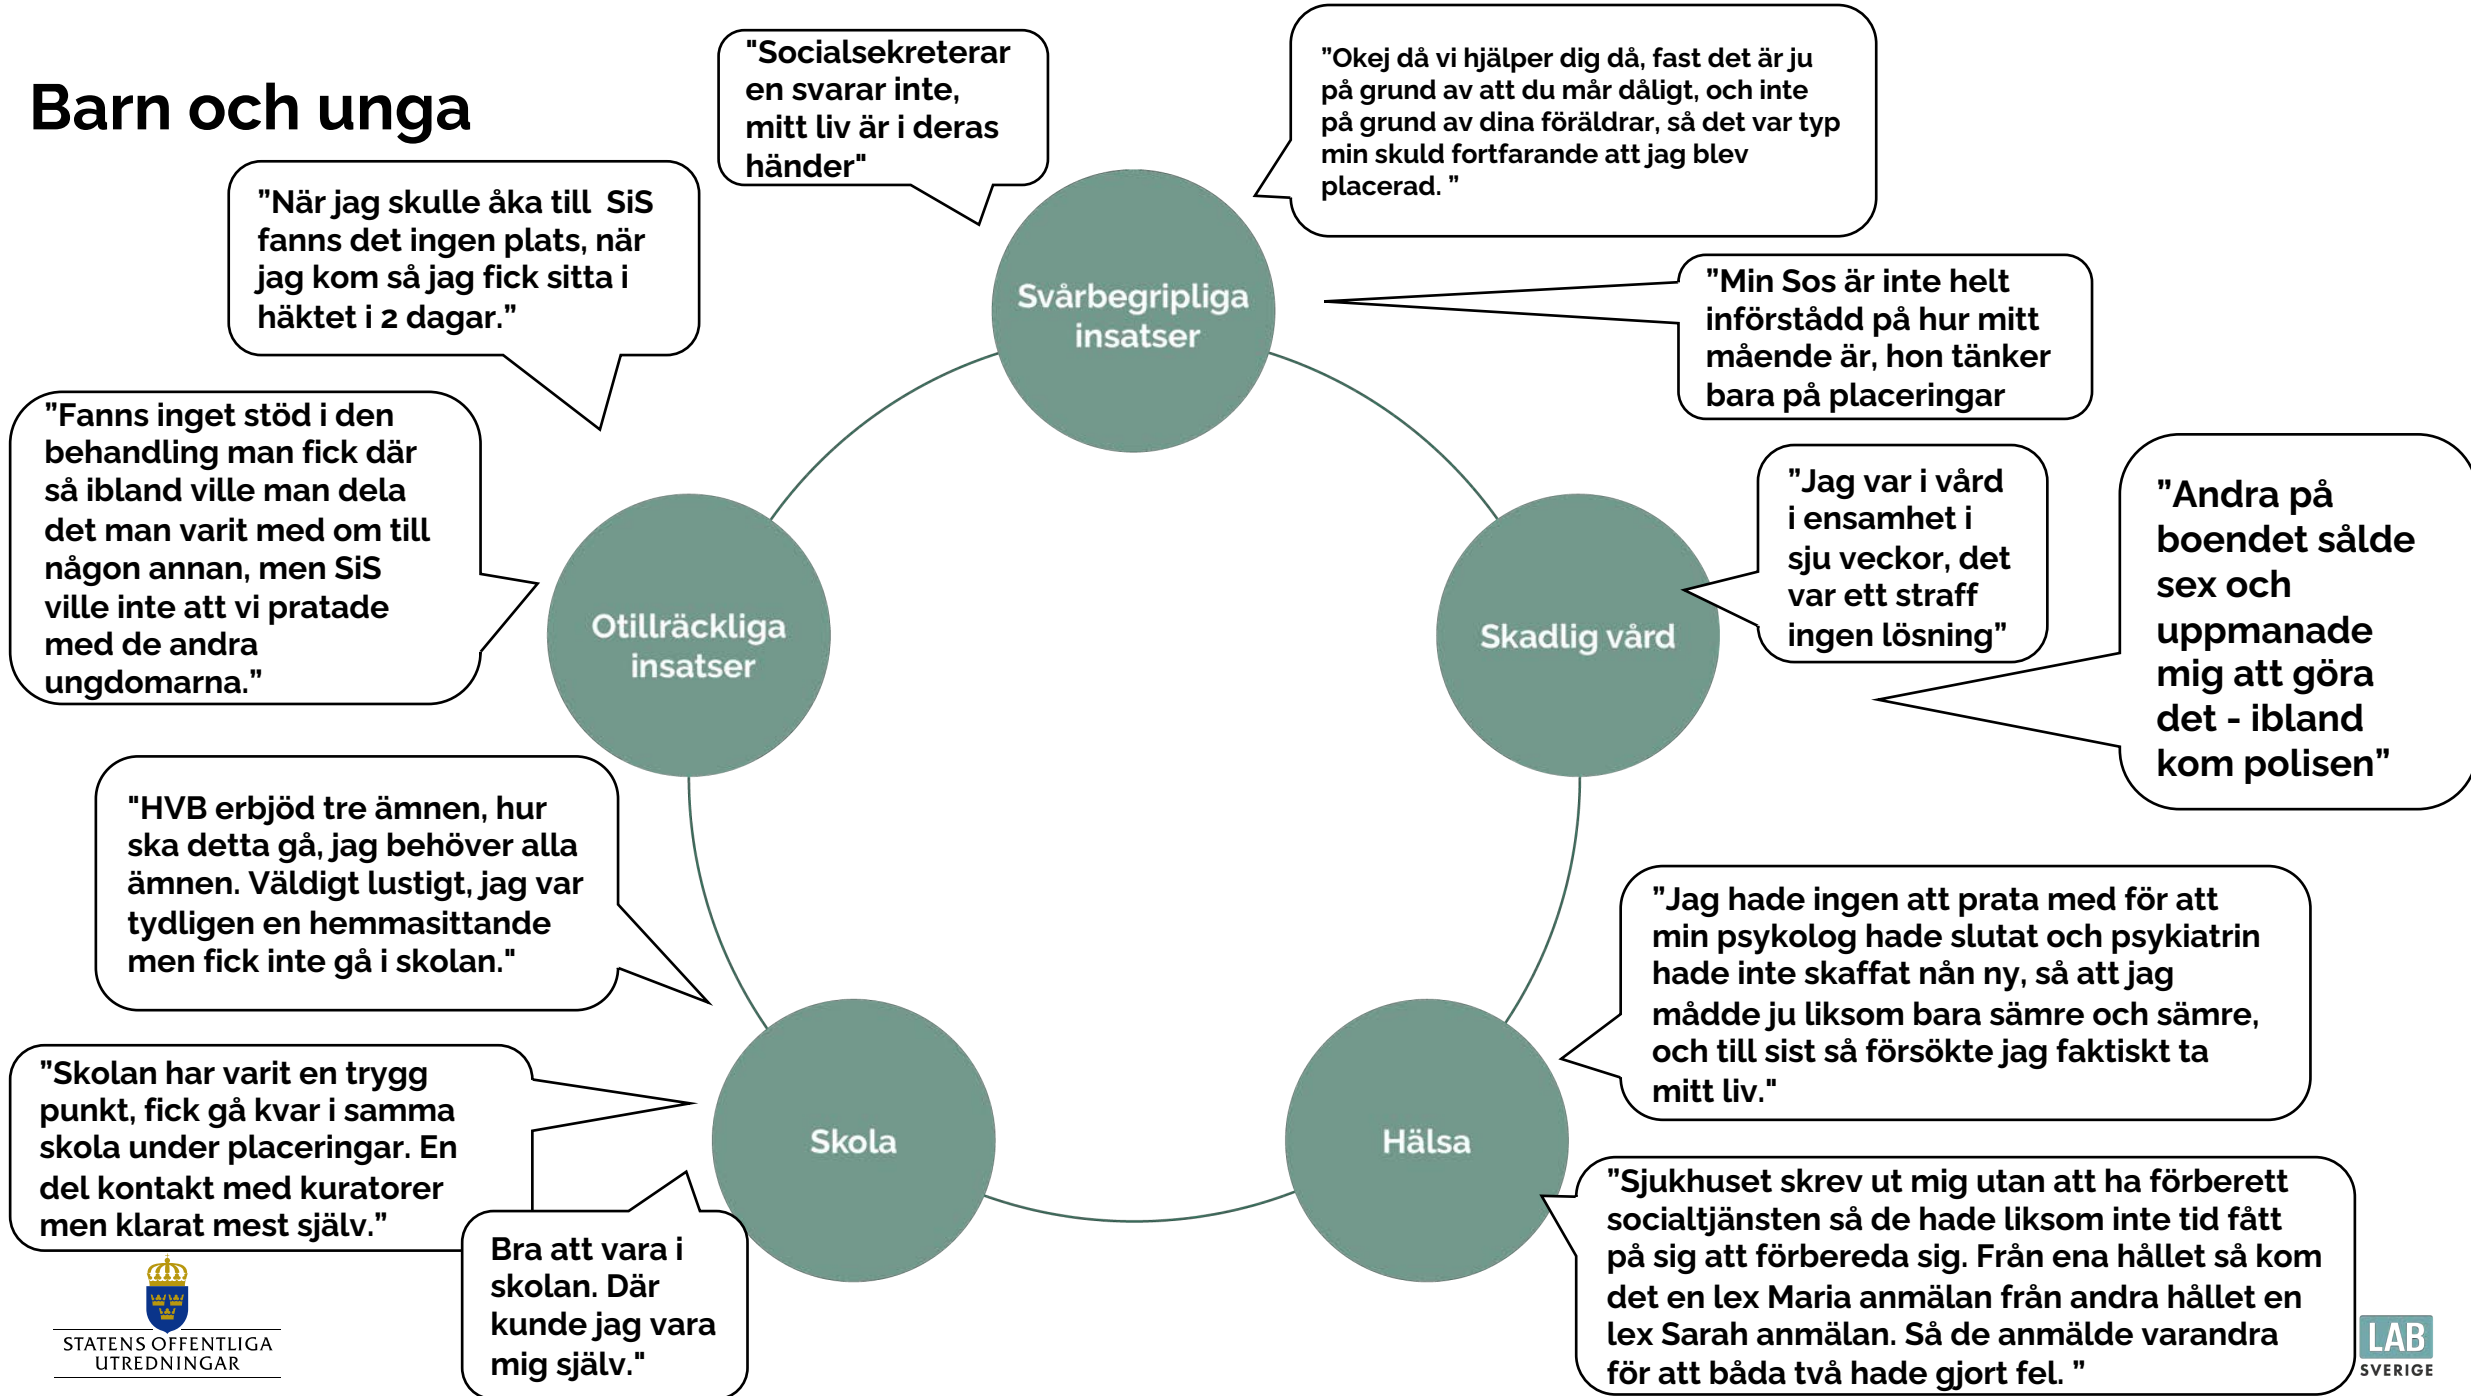 Barn och unga
"Socialsekreterar
en svarar inte,
mitt liv är i deras
händer"
”Okej då vi hjälper dig då, fast det är ju
på grund av att du mår dåligt, och inte
på grund av dina föräldrar, så det var typ
min skuld fortfarande att jag blev
placerad. ”
”När jag skulle åka till  SiS
fanns det ingen plats, när
jag kom så jag fick sitta i
häktet i 2 dagar.”
”Min Sos är inte helt
införstådd på hur mitt
mående är, hon tänker
bara på placeringar
Svårbegripliga
insatser
”Fanns inget stöd i den
behandling man fick där
så ibland ville man dela
det man varit med om till
någon annan, men SiS
ville inte att vi pratade
med de andra
ungdomarna.”
Otillräckliga
insatser
Skadlig vård
”Jag var i vård
i ensamhet i
sju veckor, det
var ett straff
ingen lösning”
”Andra på
boendet sålde
sex och
uppmanade
mig att göra
det - ibland
kom polisen”
"HVB erbjöd tre ämnen, hur
ska detta gå, jag behöver alla
ämnen. Väldigt lustigt, jag var
tydligen en hemmasittande
men fick inte gå i skolan."
”Jag hade ingen att prata med för att
min psykolog hade slutat och psykiatrin
hade inte skaffat nån ny, så att jag
mådde ju liksom bara sämre och sämre,
och till sist så försökte jag faktiskt ta
mitt liv."
”Skolan har varit en trygg
punkt, fick gå kvar i samma
skola under placeringar. En
del kontakt med kuratorer
men klarat mest själv.”
Skola
Hälsa
Bra att vara i
skolan. Där
kunde jag vara
mig själv."
”Sjukhuset skrev ut mig utan att ha förberett
socialtjänsten så de hade liksom inte tid fått
på sig att förbereda sig. Från ena hållet så kom
det en lex Maria anmälan från andra hållet en
lex Sarah anmälan. Så de anmälde varandra
för att båda två hade gjort fel. ”
STATENS OFFENTLIGA
UTREDNINGAR
LAB
SVERIGE